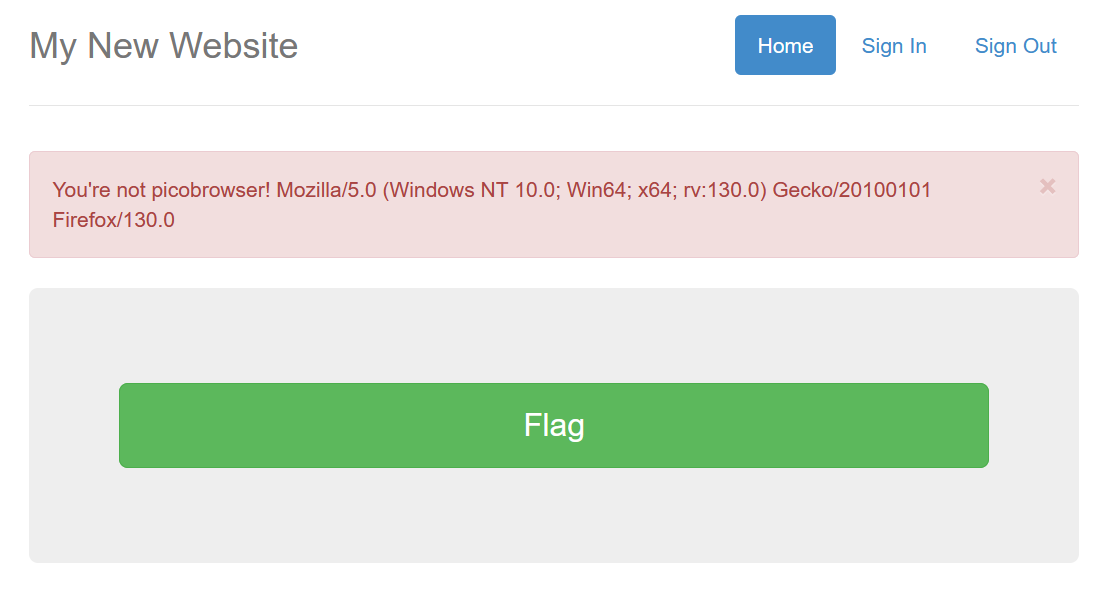 My New Website
Home
Sign In
Sign Out
You're not picobrowser! Mozilla/5.0 (Windows NT 10.0; Win64; x64; rv:130.0) Gecko/20100101
Firefox/130.0
×
Flag